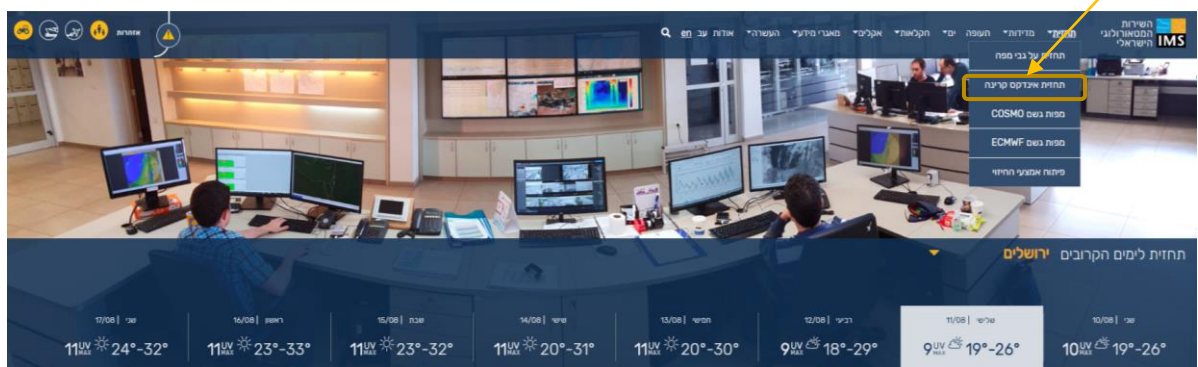 השירות
המטאורולוגי
הישראלי
IMS
תחזית מדידות תעופה ים חקלאות אקלים מאגרי מידע העשרה אודות עב en
אזהרות
תחזית על גבי מפה
תחזית אינדקס קרינה
מפות גשם COSMO
מפות גשם ECMWF
פיתוח אמצעי החיזוי
תחזית לימים הקרובים ירושלים
שני | 10/08
10 UV MAX 19°-26°
שלישי | 11/08
9 UV MAX 19°-26°
רביעי | 12/08
9 UV MAX 18°-29°
חמישי | 13/08
11 UV MAX 20°-30°
שישי | 14/08
11 UV MAX 20°-31°
שבת | 15/08
11 UV MAX 23°-32°
ראשון | 16/08
11 UV MAX 23°-33°
שני | 17/08
11 UV MAX 24°-32°